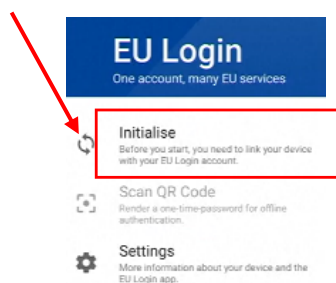 EU Login
One account, many EU services
Initialise
Before you start, you need to link your device
with your EU Login account.
Scan QR Code
Render a one-time-password for offline
authentication.
Settings
More information about your device and the
EU Login app.